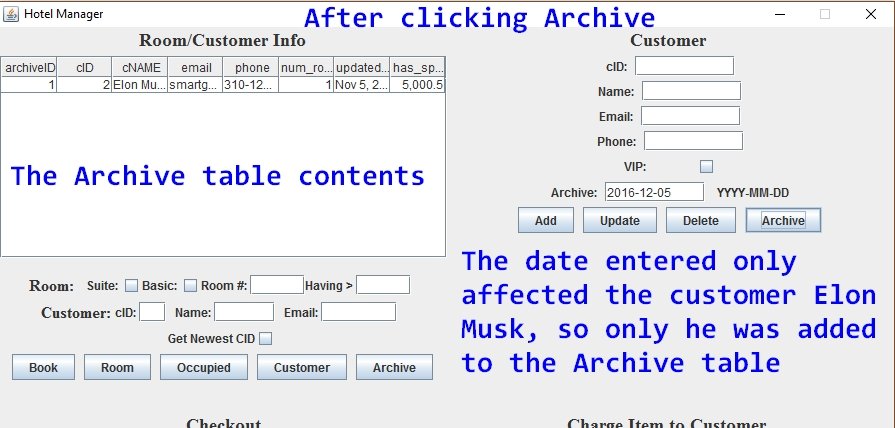 Hotel Manager
After clicking Archive
Room/Customer Info
Customer
archiveID cID cNAME email phone num_ro... updated... has_sp...
1 2 Elon Mu... smartg... 310-12... 1 Nov 5, 2... 5,000.5
The Archive table contents
cID:
Name:
Email:
Phone:
VIP:
Archive: 2016-12-05 YYYY-MM-DD
Add Update Delete Archive
The date entered only
affected the customer Elon
Musk, so only he was added
to the Archive table
Room: Suite: Basic: Room #: Having >
Customer: cID: Name: Email:
Get Newest CID
Book Room Occupied Customer Archive
Checkout
Charge Item to Customer